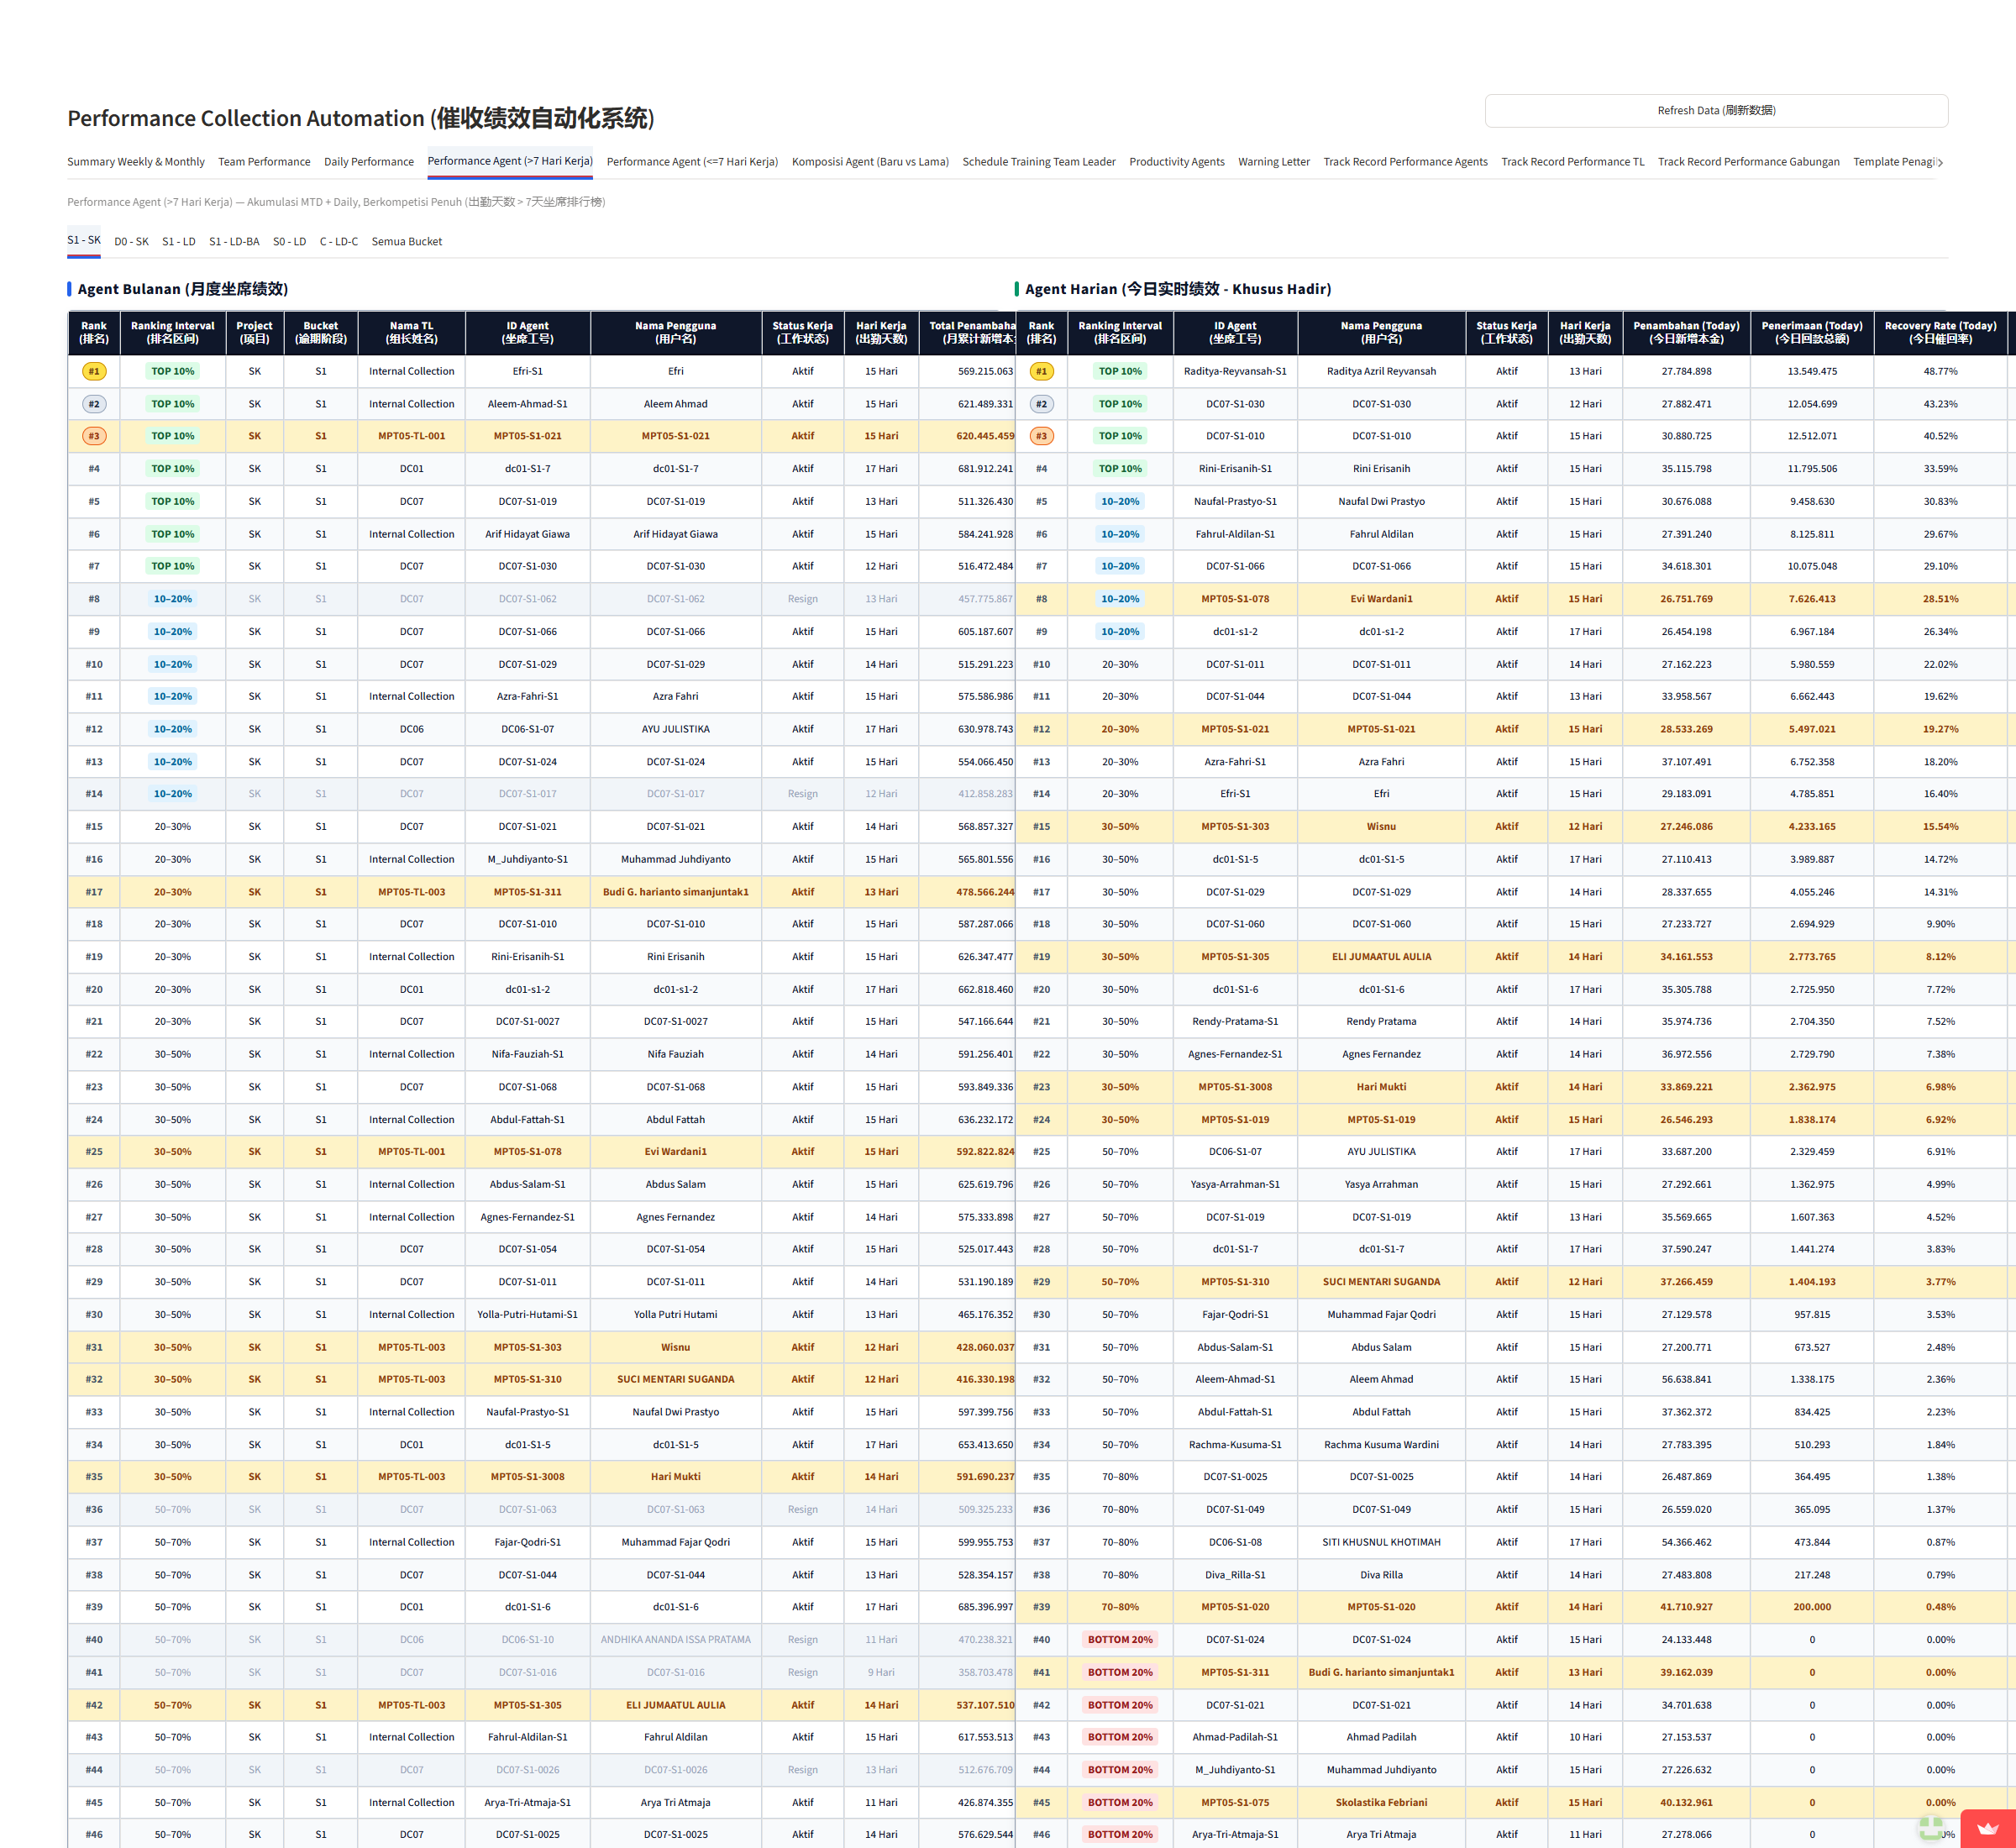 Performance Collection Automation (催收绩效自动化系统)
Refresh Data (刷新数据)
Summary Weekly & Monthly Team Performance Daily Performance Performance Agent (>7 Hari Kerja) Performance Agent (<=7 Hari Kerja) Komposisi Agent (Baru vs Lama) Schedule Training Team Leader Productivity Agents Warning Letter Track Record Performance Agents Track Record Performance TL Track Record Performance Gabungan Template Penagi
Performance Agent (>7 Hari Kerja) — Akumulasi MTD + Daily, Berkompetisi Penuh (出勤天数 > 7天坐席排行榜)
S1 - SK D0 - SK S1 - LD S1 - LD-BA S0 - LD C - LD-C Semua Bucket
Agent Bulanan (月度坐席绩效)
Rank Ranking Interval Project Bucket Nama TL ID Agent Nama Pengguna Status Kerja Hari Kerja Total Penambaha
(排名) (排名区间) (项目) (逾期阶段) (组长姓名) (坐席工号) (用户名) (工作状态) (出勤天数) (月累计新增本
#1 TOP 10% SK S1 Internal Collection Efri-S1 Efri Aktif 15 Hari 569.215.063
#2 TOP 10% SK S1 Internal Collection Aleem-Ahmad-S1 Aleem Ahmad Aktif 15 Hari 621.489.331
#3 TOP 10% SK S1 MPT05-TL-001 MPT05-S1-021 MPT05-S1-021 Aktif 15 Hari 620.445.459
#4 TOP 10% SK S1 DC01 dc01-s1-7 dc01-s1-7 Aktif 17 Hari 681.912.241
#5 TOP 10% SK S1 DC07 DC07-S1-019 DC07-S1-019 Aktif 13 Hari 511.326.430
#6 TOP 10% SK S1 Internal Collection Arif Hidayat Giawa Arif Hidayat Giawa Aktif 15 Hari 584.241.928
#7 TOP 10% SK S1 DC07 DC07-S1-030 DC07-S1-030 Aktif 12 Hari 516.472.484
#8 10–20% SK S1 DC07 DC07-S1-062 DC07-S1-062 Resign 13 Hari 457.775.867
#9 10–20% SK S1 DC07 DC07-S1-066 DC07-S1-066 Aktif 15 Hari 605.187.607
#10 10–20% SK S1 DC07 DC07-S1-029 DC07-S1-029 Aktif 14 Hari 515.291.223
#11 10–20% SK S1 Internal Collection Azra-Fahri-S1 Azra Fahri Aktif 15 Hari 575.586.986
#12 10–20% SK S1 DC06 DC06-S1-07 AYU JULISTIKA Aktif 17 Hari 630.978.743
#13 10–20% SK S1 DC07 DC07-S1-024 DC07-S1-024 Aktif 15 Hari 554.066.450
#14 10–20% SK S1 DC07 DC07-S1-017 DC07-S1-017 Resign 12 Hari 412.858.283
#15 20–30% SK S1 DC07 DC07-S1-021 DC07-S1-021 Aktif 14 Hari 568.857.327
#16 20–30% SK S1 Internal Collection M_Juhdiyanto-S1 Muhammad Juhdiyanto Aktif 15 Hari 565.801.556
#17 20–30% SK S1 MPT05-TL-003 MPT05-S1-311 Budi G. harianto simanjuntak1 Aktif 13 Hari 478.566.244
#18 20–30% SK S1 DC07 DC07-S1-010 DC07-S1-010 Aktif 15 Hari 587.287.066
#19 20–30% SK S1 Internal Collection Rini-Erisanih-S1 Rini Erisanih Aktif 15 Hari 626.347.477
#20 20–30% SK S1 DC01 dc01-s1-2 dc01-s1-2 Aktif 17 Hari 662.818.460
#21 20–30% SK S1 DC07 DC07-S1-0027 DC07-S1-0027 Aktif 15 Hari 547.166.644
#22 30–50% SK S1 Internal Collection Nifa-Fauziah-S1 Nifa Fauziah Aktif 14 Hari 591.256.401
#23 30–50% SK S1 DC07 DC07-S1-068 DC07-S1-068 Aktif 15 Hari 593.849.336
#24 30–50% SK S1 Internal Collection Abdul-Fattah-S1 Abdul Fattah Aktif 15 Hari 636.232.172
#25 30–50% SK S1 MPT05-TL-001 MPT05-S1-078 Evi Wardani1 Aktif 15 Hari 592.822.824
#26 30–50% SK S1 Internal Collection Abdus-Salam-S1 Abdus Salam Aktif 15 Hari 625.619.796
#27 30–50% SK S1 Internal Collection Agnes-Fernandez-S1 Agnes Fernandez Aktif 14 Hari 575.333.898
#28 30–50% SK S1 DC07 DC07-S1-054 DC07-S1-054 Aktif 15 Hari 525.017.443
#29 30–50% SK S1 DC07 DC07-S1-011 DC07-S1-011 Aktif 14 Hari 531.190.189
#30 30–50% SK S1 Internal Collection Yolla-Putri-Hutami-S1 Yolla Putri Hutami Aktif 13 Hari 465.176.352
#31 30–50% SK S1 MPT05-TL-003 MPT05-S1-303 Wisnu Aktif 12 Hari 428.060.037
#32 30–50% SK S1 MPT05-TL-003 MPT05-S1-310 SUCI MENTARI SUGANDA Aktif 12 Hari 416.330.198
#33 30–50% SK S1 Internal Collection Naufal-Prastyo-S1 Naufal Dwi Prastyo Aktif 15 Hari 597.399.756
#34 30–50% SK S1 DC01 dc01-S1-5 dc01-S1-5 Aktif 17 Hari 653.413.650
#35 30–50% SK S1 MPT05-TL-003 MPT05-S1-3008 Hari Mukti Aktif 14 Hari 591.690.237
#36 50–70% SK S1 DC07 DC07-S1-063 DC07-S1-063 Resign 14 Hari 509.325.233
#37 50–70% SK S1 Internal Collection Fajar-Qodri-S1 Muhammad Fajar Qodri Aktif 15 Hari 599.955.753
#38 50–70% SK S1 DC07 DC07-S1-044 DC07-S1-044 Aktif 13 Hari 528.354.157
#39 50–70% SK S1 DC01 dc01-S1-6 dc01-S1-6 Aktif 17 Hari 685.396.997
#40 50–70% SK S1 DC06 DC06-S1-10 ANDHIKA ANANDA ISSA PRATAMA Resign 11 Hari 470.238.321
#41 50–70% SK S1 DC07 DC07-S1-016 DC07-S1-016 Resign 9 Hari 358.703.478
#42 50–70% SK S1 MPT05-TL-003 MPT05-S1-305 ELI JUMAATUL AULIA Aktif 14 Hari 537.107.510
#43 50–70% SK S1 Internal Collection Fahrul-Aldilan-S1 Fahrul Aldilan Aktif 15 Hari 617.553.513
#44 50–70% SK S1 DC07 DC07-S1-0026 DC07-S1-0026 Resign 13 Hari 512.676.709
#45 50–70% SK S1 Internal Collection Arya-Tri-Atmaja-S1 Arya Tri Atmaja Aktif 11 Hari 426.874.355
#46 50–70% SK S1 DC07 DC07-S1-0025 DC07-S1-0025 Aktif 14 Hari 576.629.544
Agent Harian (今日实时绩效 - Khusus Hadir)
Rank Ranking Interval ID Agent Nama Pengguna Status Kerja Hari Kerja Penambahan (Today) Penerimaan (Today) Recovery Rate (Today)
(排名) (排名区间) (坐席工号) (用户名) (工作状态) (出勤天数) (今日新增本金) (今日回款总额) (今日催回率)
#1 TOP 10% Raditya-Reyvansah-S1 Raditya Azril Reyvansah Aktif 13 Hari 27.784.898 13.549.475 48.77%
#2 TOP 10% DC07-S1-030 DC07-S1-030 Aktif 12 Hari 27.882.471 12.054.699 43.23%
#3 TOP 10% DC07-S1-010 DC07-S1-010 Aktif 15 Hari 30.880.725 12.512.071 40.52%
#4 TOP 10% Rini-Erisanih-S1 Rini Erisanih Aktif 15 Hari 35.115.798 11.795.506 33.59%
#5 10–20% Naufal-Prastyo-S1 Naufal Dwi Prastyo Aktif 15 Hari 30.676.088 9.458.630 30.83%
#6 10–20% Fahrul-Aldilan-S1 Fahrul Aldilan Aktif 15 Hari 27.391.240 8.125.811 29.67%
#7 10–20% DC07-S1-066 DC07-S1-066 Aktif 15 Hari 34.618.301 10.075.048 29.10%
#8 10–20% MPT05-S1-078 Evi Wardani1 Aktif 15 Hari 26.751.769 7.626.413 28.51%
#9 10–20% dc01-s1-2 dc01-s1-2 Aktif 17 Hari 26.454.198 6.967.184 26.34%
#10 20–30% DC07-S1-011 DC07-S1-011 Aktif 14 Hari 27.162.223 5.980.559 22.02%
#11 20–30% DC07-S1-044 DC07-S1-044 Aktif 13 Hari 33.958.567 6.662.443 19.62%
#12 20–30% MPT05-S1-021 MPT05-S1-021 Aktif 15 Hari 28.533.269 5.497.021 19.27%
#13 20–30% Azra-Fahri-S1 Azra Fahri Aktif 15 Hari 37.107.491 6.752.358 18.20%
#14 20–30% Efri-S1 Efri Aktif 15 Hari 29.183.091 4.785.851 16.40%
#15 30–50% MPT05-S1-303 Wisnu Aktif 12 Hari 27.246.086 4.233.165 15.54%
#16 30–50% dc01-S1-5 dc01-S1-5 Aktif 17 Hari 27.110.413 3.989.887 14.72%
#17 30–50% DC07-S1-029 DC07-S1-029 Aktif 14 Hari 28.337.655 4.055.246 14.31%
#18 30–50% DC07-S1-060 DC07-S1-060 Aktif 15 Hari 27.233.727 2.694.929 9.90%
#19 30–50% MPT05-S1-305 ELI JUMAATUL AULIA Aktif 14 Hari 34.161.553 2.773.765 8.12%
#20 30–50% dc01-S1-6 dc01-S1-6 Aktif 17 Hari 35.305.788 2.725.950 7.72%
#21 30–50% Rendy-Pratama-S1 Rendy Pratama Aktif 14 Hari 35.974.736 2.704.350 7.52%
#22 30–50% Agnes-Fernandez-S1 Agnes Fernandez Aktif 14 Hari 36.972.556 2.729.790 7.38%
#23 30–50% MPT05-S1-3008 Hari Mukti Aktif 14 Hari 33.869.221 2.362.975 6.98%
#24 30–50% MPT05-S1-019 MPT05-S1-019 Aktif 15 Hari 26.546.293 1.838.174 6.92%
#25 50–70% DC06-S1-07 AYU JULISTIKA Aktif 17 Hari 33.687.200 2.329.459 6.91%
#26 50–70% Yasya-Arrahman-S1 Yasya Arrahman Aktif 15 Hari 27.292.661 1.362.975 4.99%
#27 50–70% DC07-S1-019 DC07-S1-019 Aktif 13 Hari 35.569.665 1.607.363 4.52%
#28 50–70% dc01-S1-7 dc01-S1-7 Aktif 17 Hari 37.590.247 1.441.274 3.83%
#29 50–70% MPT05-S1-310 SUCI MENTARI SUGANDA Aktif 12 Hari 37.266.459 1.404.193 3.77%
#30 50–70% Fajar-Qodri-S1 Muhammad Fajar Qodri Aktif 15 Hari 27.129.578 957.815 3.53%
#31 50–70% Abdus-Salam-S1 Abdus Salam Aktif 15 Hari 27.200.771 673.527 2.48%
#32 50–70% Aleem-Ahmad-S1 Aleem Ahmad Aktif 15 Hari 56.638.841 1.338.175 2.36%
#33 50–70% Abdul-Fattah-S1 Abdul Fattah Aktif 15 Hari 37.362.372 834.425 2.23%
#34 50–70% Rachma-Kusuma-S1 Rachma Kusuma Wardini Aktif 14 Hari 27.783.395 510.293 1.84%
#35 70–80% DC07-S1-0025 DC07-S1-0025 Aktif 14 Hari 26.487.869 364.495 1.38%
#36 70–80% DC07-S1-049 DC07-S1-049 Aktif 15 Hari 26.559.020 365.095 1.37%
#37 70–80% DC06-S1-08 SITI KHUSNUL KHOTIMAH Aktif 17 Hari 54.366.462 473.844 0.87%
#38 70–80% Diva_Rilla-S1 Diva Rilla Aktif 14 Hari 27.483.808 217.248 0.79%
#39 70–80% MPT05-S1-020 MPT05-S1-020 Aktif 14 Hari 41.710.927 200.000 0.48%
#40 BOTTOM 20% DC07-S1-024 DC07-S1-024 Aktif 15 Hari 24.133.448 0 0.00%
#41 BOTTOM 20% MPT05-S1-311 Budi G. harianto simanjuntak1 Aktif 13 Hari 39.162.039 0 0.00%
#42 BOTTOM 20% DC07-S1-021 DC07-S1-021 Aktif 14 Hari 34.701.638 0 0.00%
#43 BOTTOM 20% Ahmad-Padilah-S1 Ahmad Padilah Aktif 10 Hari 27.153.537 0 0.00%
#44 BOTTOM 20% M_Juhdiyanto-S1 Muhammad Juhdiyanto Aktif 15 Hari 27.226.632 0 0.00%
#45 BOTTOM 20% MPT05-S1-075 Skolastika Febriani Aktif 15 Hari 40.132.961 0 0.00%
#46 BOTTOM 20% Arya-Tri-Atmaja-S1 Arya Tri Atmaja Aktif 11 Hari 27.278.066 0